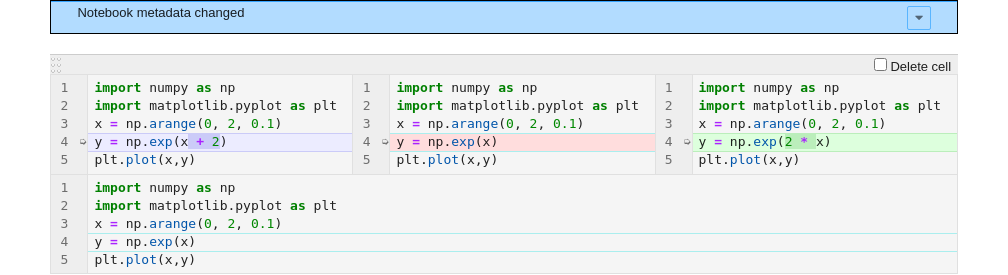 Notebook metadata changed
Delete cell
1 import numpy as np
2 import matplotlib.pyplot as plt
3 x = np.arange(0, 2, 0.1)
4 y = np.exp(x + 2)
5 plt.plot(x,y)
1 import numpy as np
2 import matplotlib.pyplot as plt
3 x = np.arange(0, 2, 0.1)
4 y = np.exp(x)
5 plt.plot(x,y)
1 import numpy as np
2 import matplotlib.pyplot as plt
3 x = np.arange(0, 2, 0.1)
4 y = np.exp(2 * x)
5 plt.plot(x,y)
1 import numpy as np
2 import matplotlib.pyplot as plt
3 x = np.arange(0, 2, 0.1)
4 y = np.exp(x)
5 plt.plot(x,y)